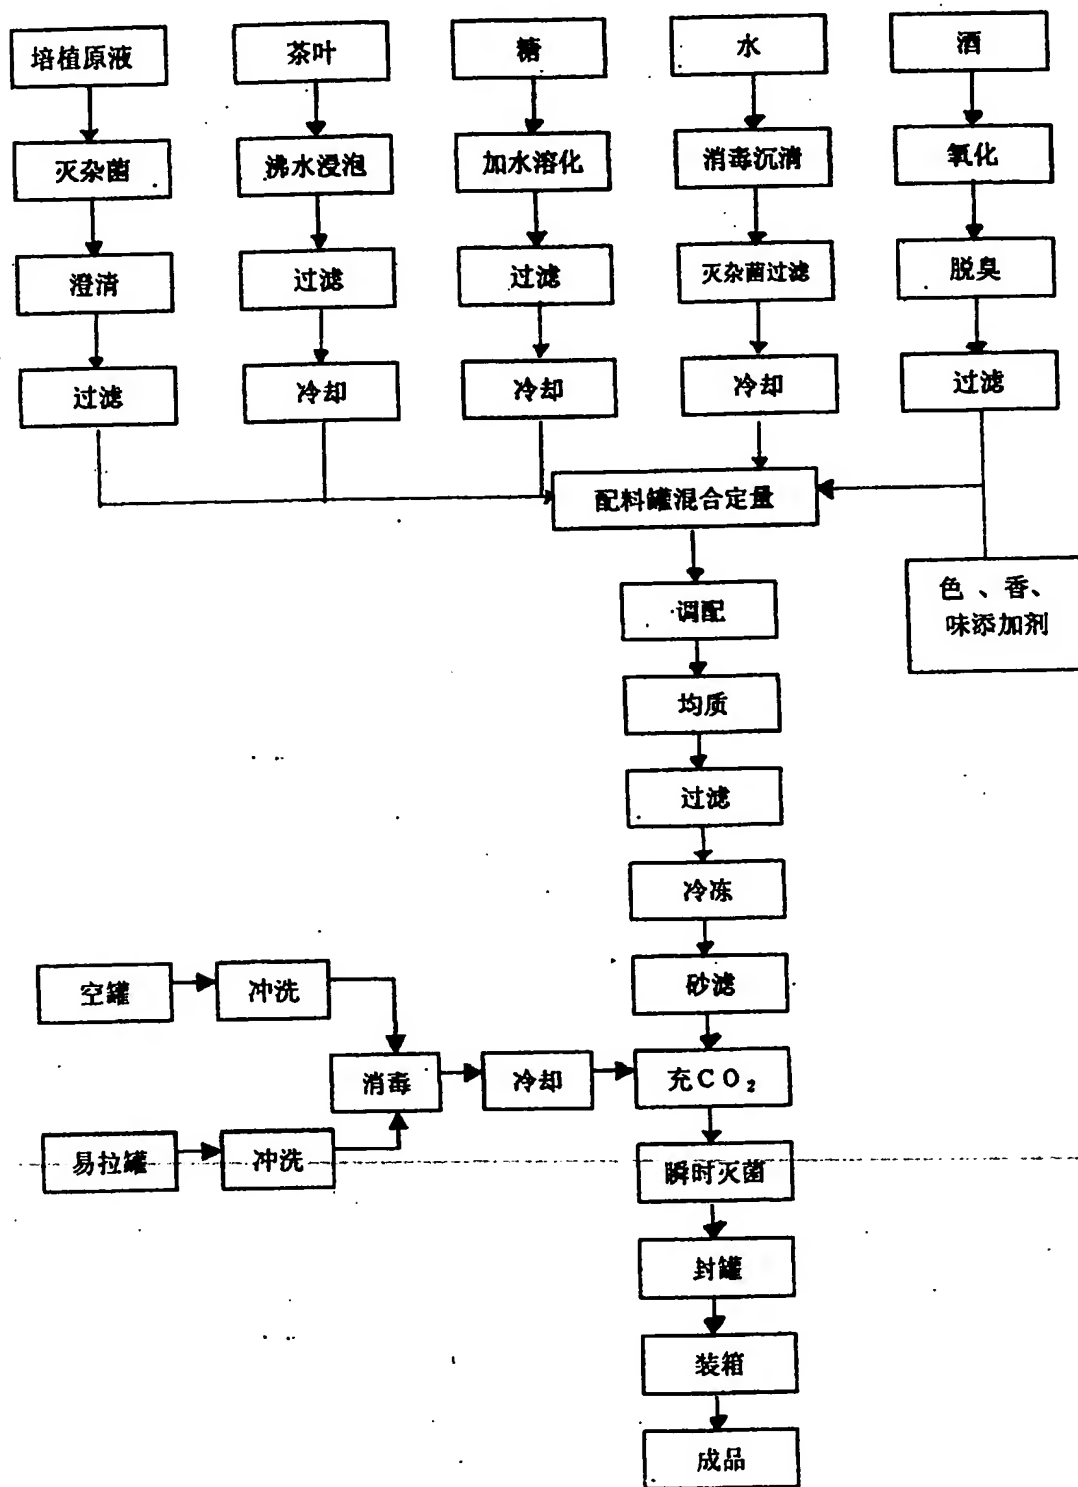 培植原液
茶叶
糖
水
酒
灭杂菌
沸水浸泡
加水溶化
消毒沉清
氧化
澄清
过滤
过滤
灭杂菌过滤
脱臭
过滤
冷却
冷却
冷却
过滤
配料罐混合定量
色、香、
味添加剂
调配
均质
过滤
冷冻
砂滤
空罐
冲洗
消毒
冷却
充CO₂
易拉罐
冲洗
瞬时灭菌
封罐
装箱
成品